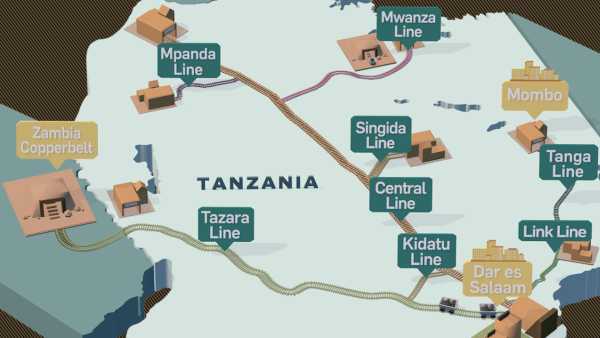 Mwanza
Line
Mpanda
Line
Mombo
Singida
Line
Zambia
Copperbelt
Tanga
Line
TANZANIA
Central
Line
Tazara
Line
Link Line
Kidatu
Line
Dar es
Salaam